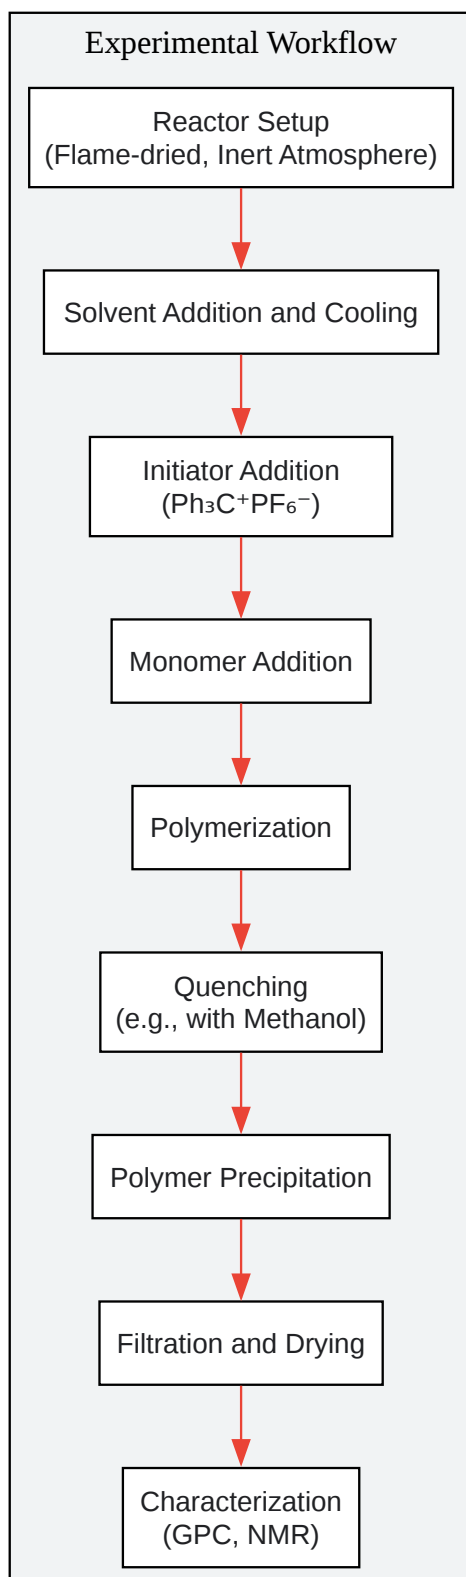 Experimental Workflow
Reactor Setup
(Flame-dried, Inert Atmosphere)
Solvent Addition and Cooling
Initiator Addition
(Ph₃C⁺PF₆⁻)
Monomer Addition
Polymerization
Quenching
(e.g., with Methanol)
Polymer Precipitation
Filtration and Drying
Characterization
(GPC, NMR)